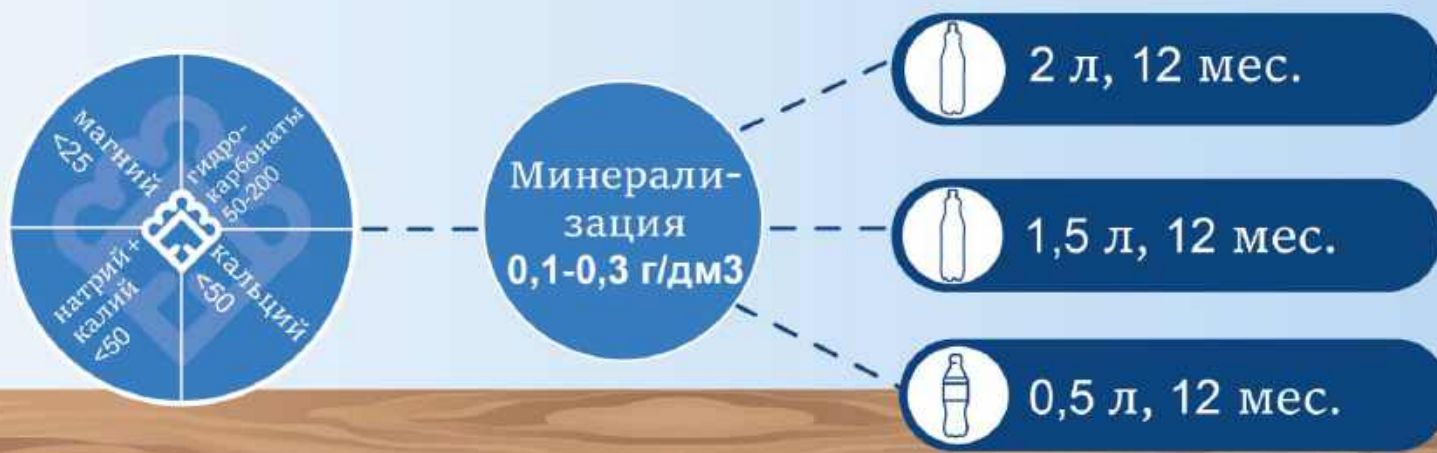 магний
<25
гидро-
карбонаты
50-200
натрий+
калий
<50
кальций
<50
Минерали-
зация
0,1-0,3 г/дм3
2 л, 12 мес.
1,5 л, 12 мес.
0,5 л, 12 мес.